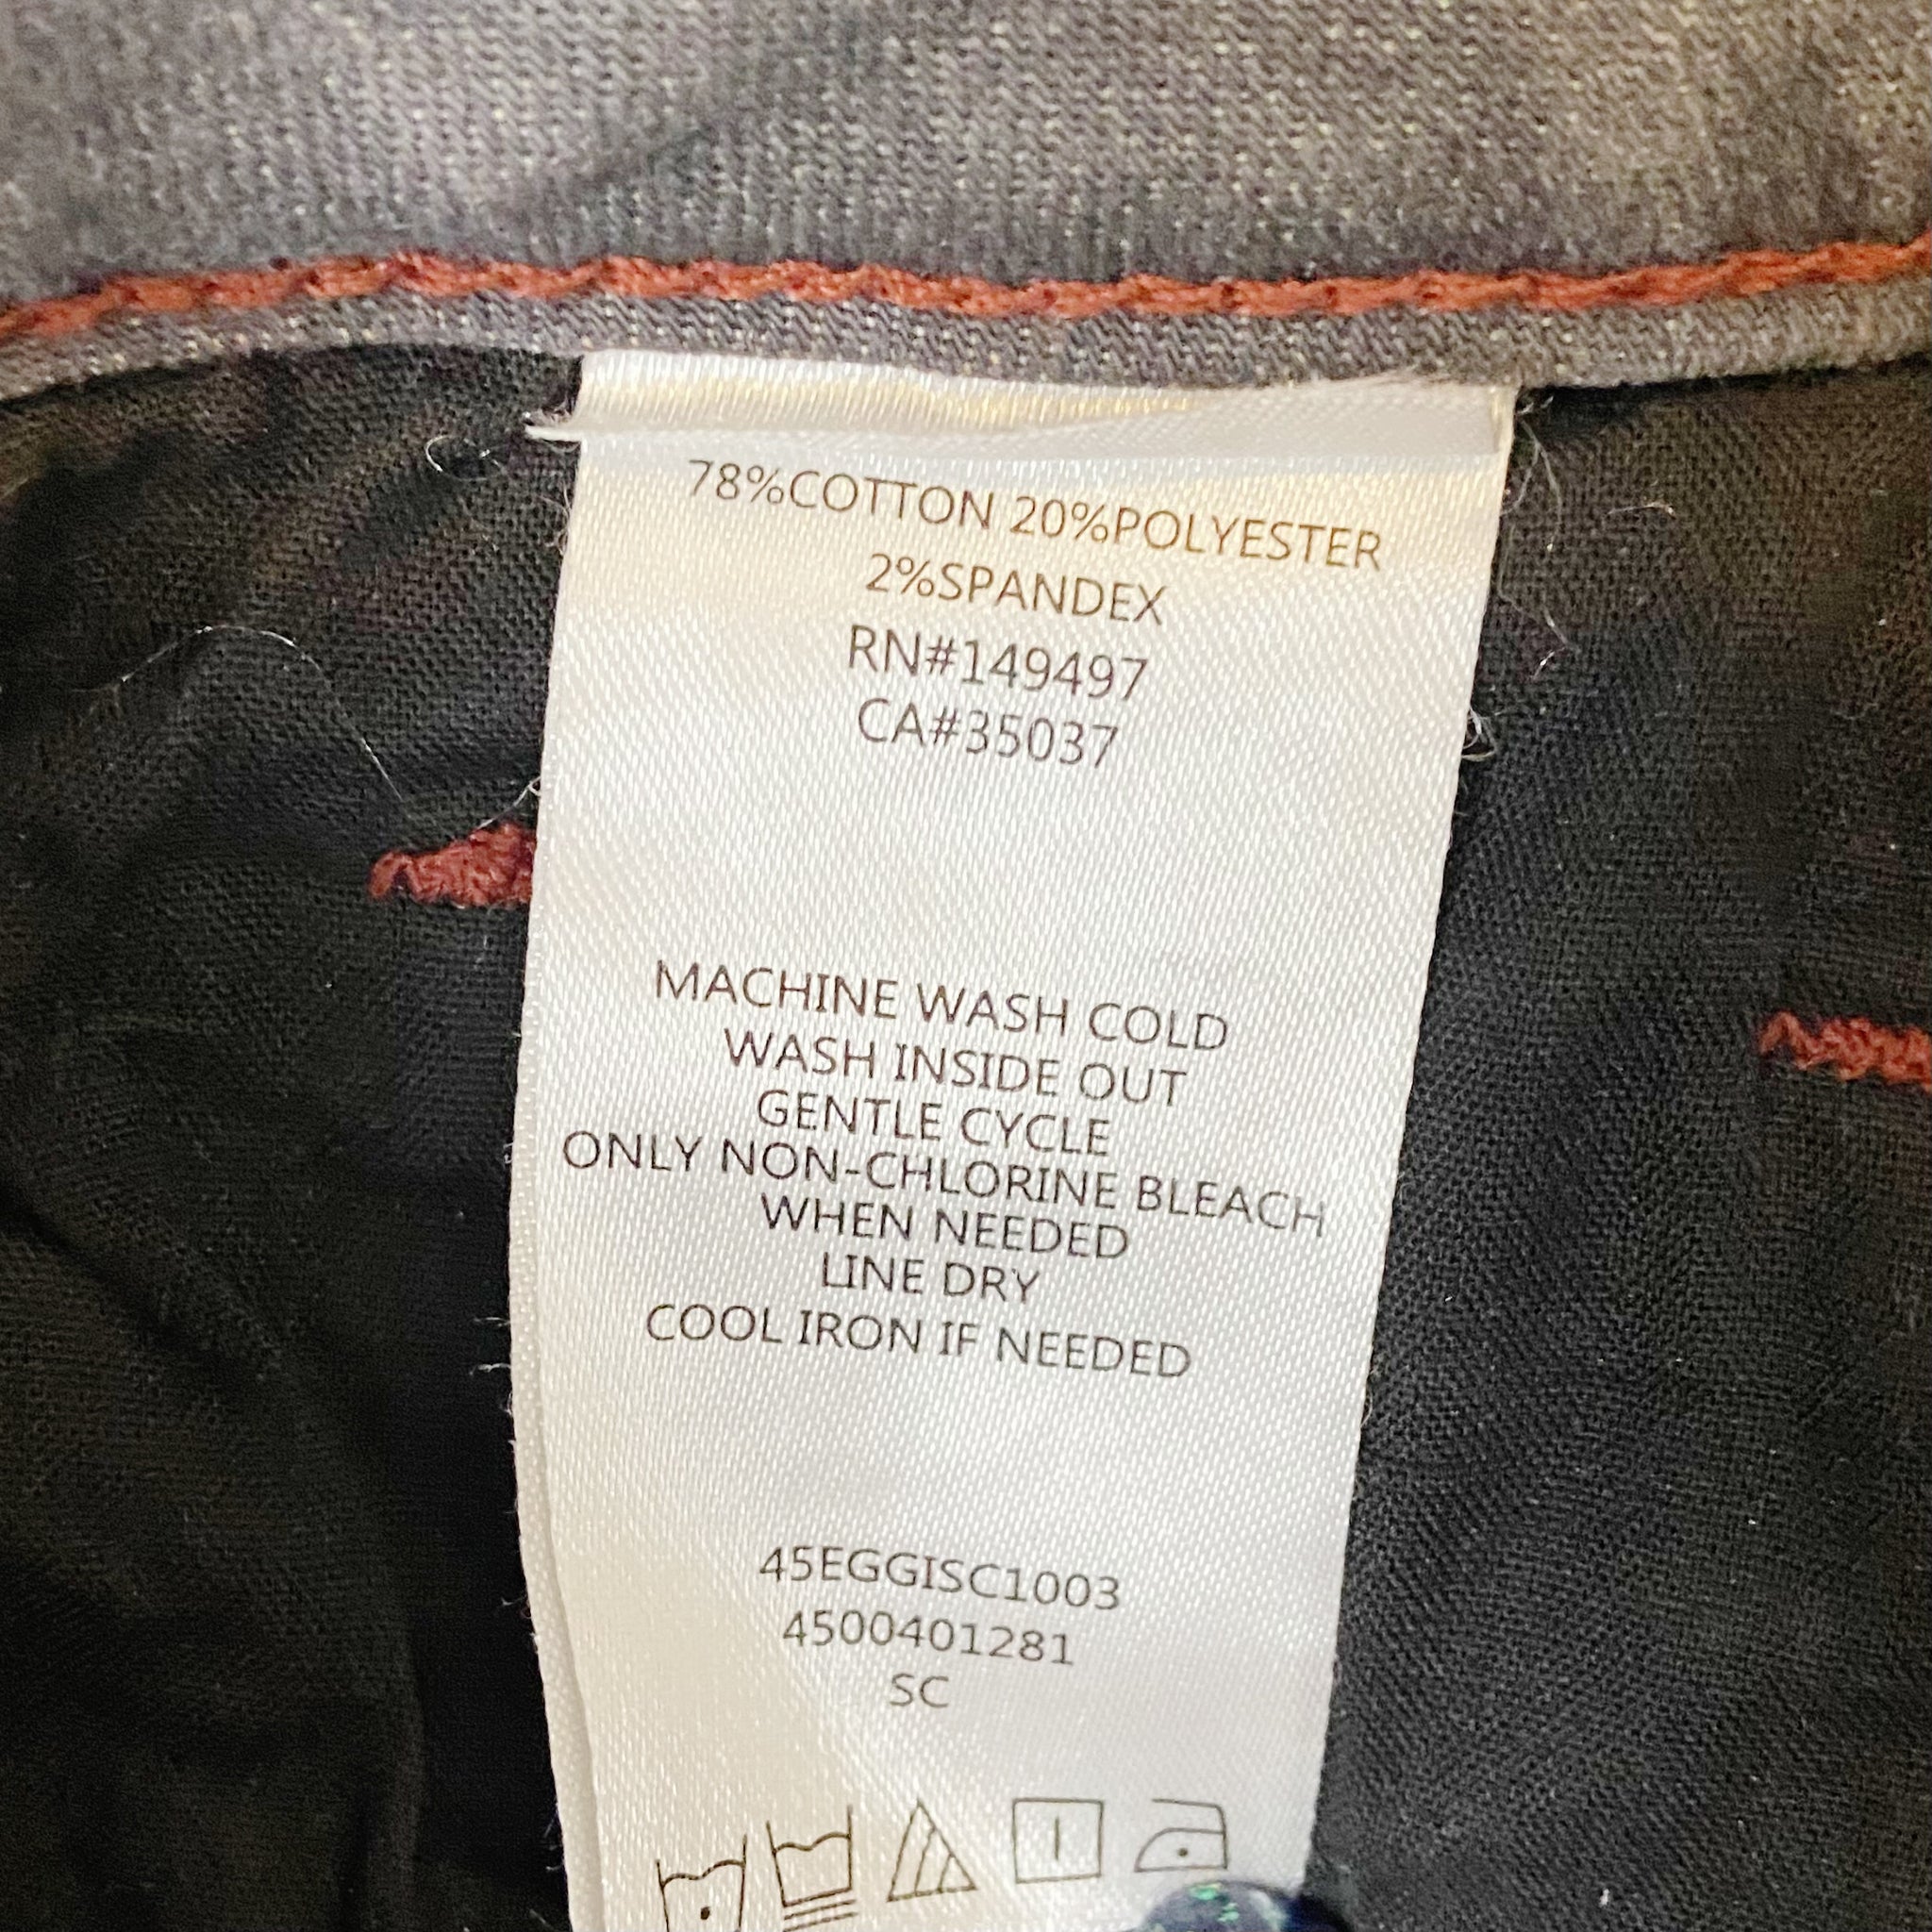 78%COTTON 20%POLYESTER
2%SPANDEX
RN#149497
CA#35037
MACHINE WASH COLD
WASH INSIDE OUT
GENTLE CYCLE
ONLY NON-CHLORINE BLEACH
WHEN NEEDED
LINE DRY
COOL IRON IF NEEDED
45EGGISC1003
4500401281
SC